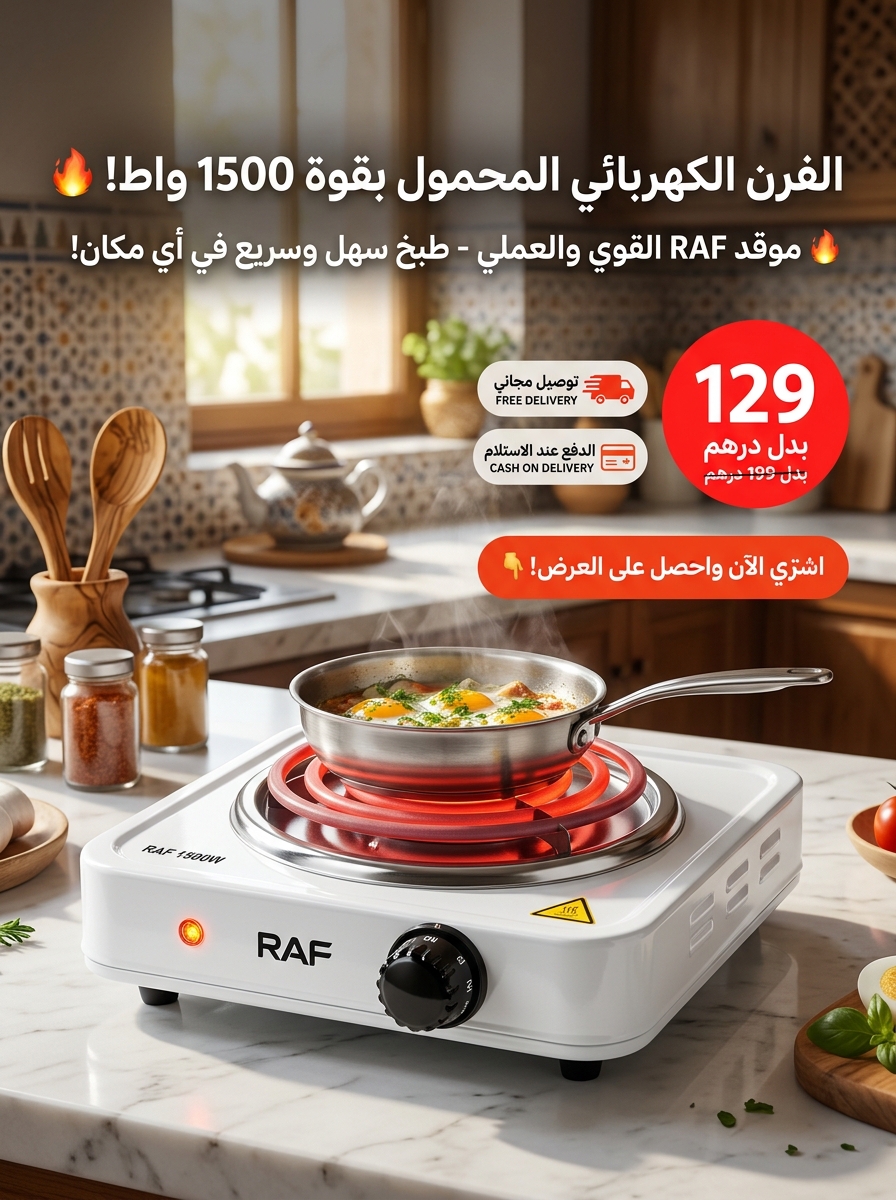 الفرن الكهربائي المحمول بقوة 1500 واط! 🔥
🔥 موقد RAF القوي والعملي - طبخ سهل وسريع في أي مكان!
توصيل مجاني
FREE DELIVERY
الدفع عند الاستلام
CASH ON DELIVERY
129
بدل درهم
بدل 199 درهم
اشتري الآن واحصل على العرض! 👇
RAF 1500W
RAF